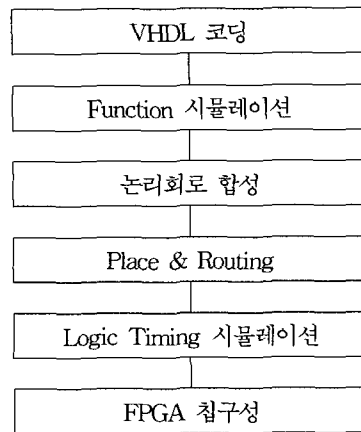 VHDL 코딩
Function 시뮬레이션
논리회로 합성
Place & Routing
Logic Timing 시뮬레이션
FPGA 칩구성